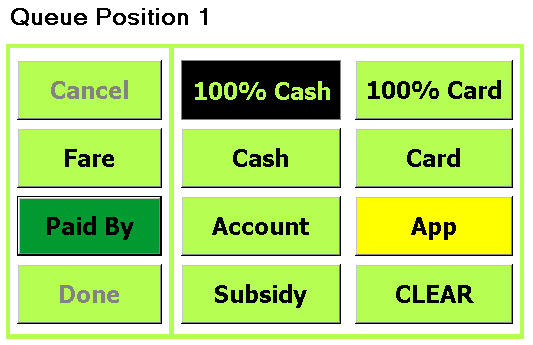 Queue Position 1
Cancel
100% Cash
100% Card
Fare
Cash
Card
Paid By
Account
App
Done
Subsidy
CLEAR